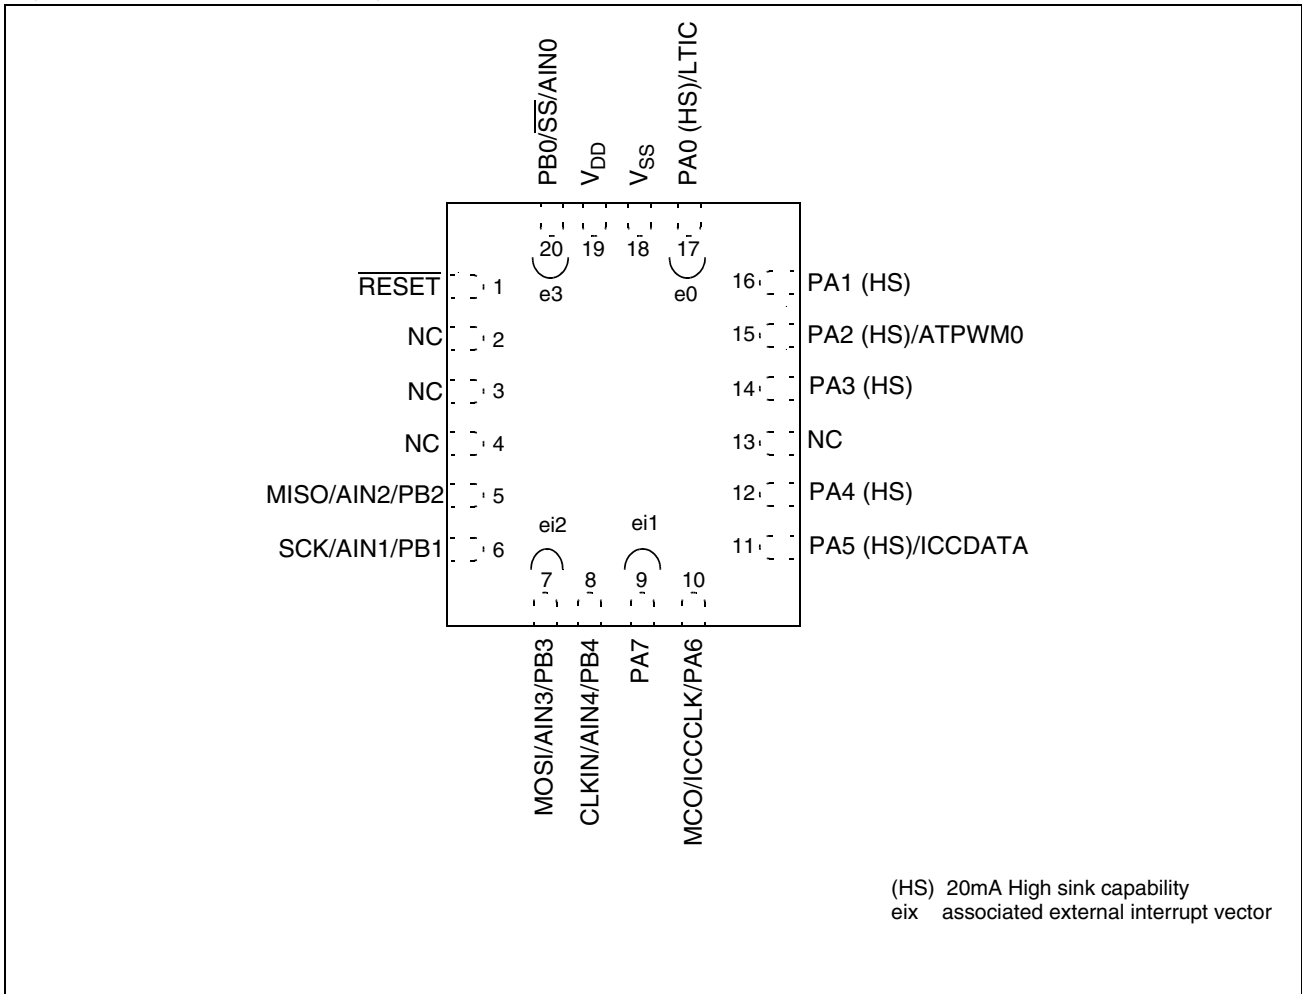 PB0/SS/AIN0
VDD
VSS
PA0 (HS)/LTIC
20
19
18
17
e3
e0
RESET
1
NC
2
NC
3
NC
4
MISO/AIN2/PB2
5
SCK/AIN1/PB1
6
16
PA1 (HS)
15
PA2 (HS)/ATPWM0
14
PA3 (HS)
13
NC
12
PA4 (HS)
11
PA5 (HS)/ICCDATA
ei2
ei1
7
8
9
10
MOSI/AIN3/PB3
CLKIN/AIN4/PB4
PA7
MCO/ICCCLK/PA6
(HS) 20mA High sink capability
eix associated external interrupt vector